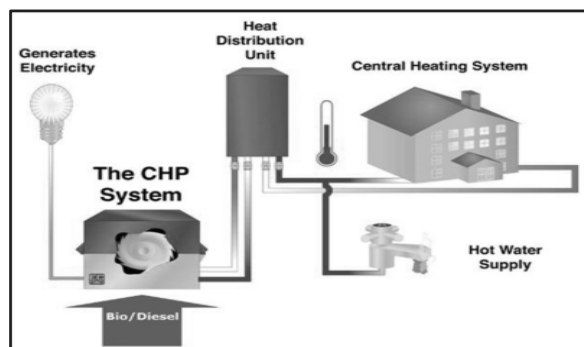 Generates
Electricity
Heat
Distribution
Unit
Central Heating System
The CHP
System
Hot Water
Supply
Bio/Diesel